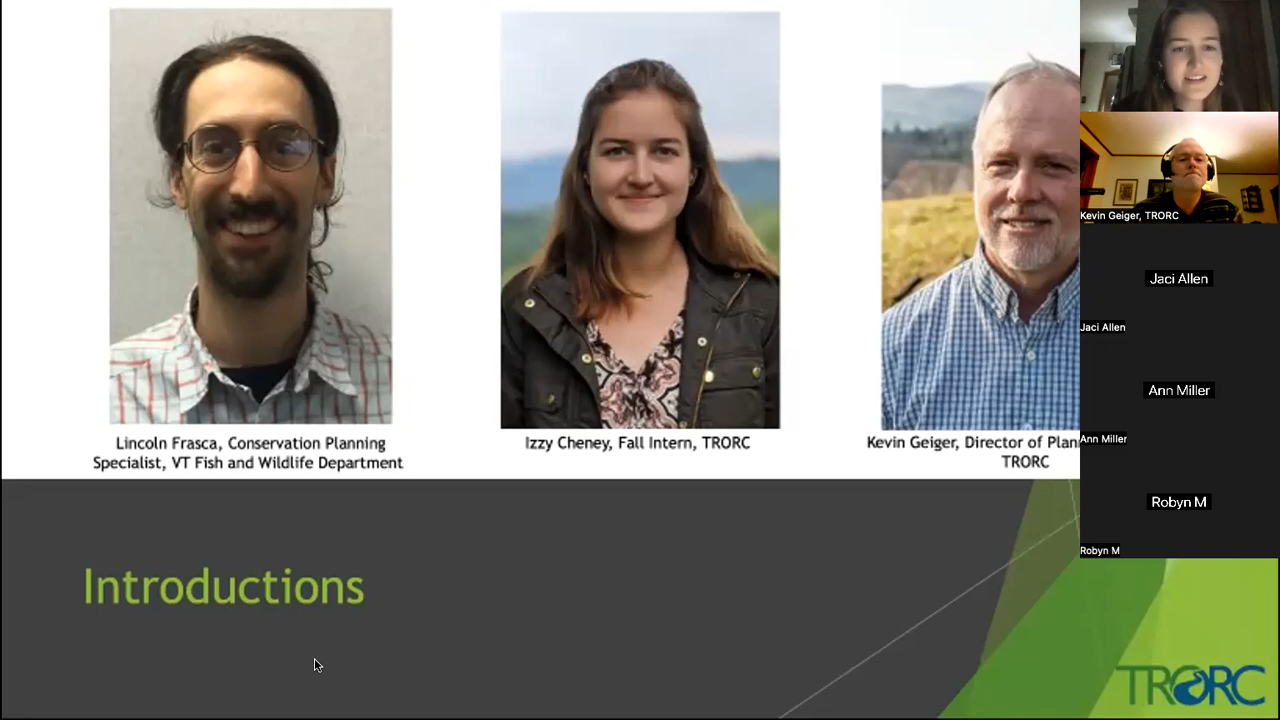 Lincoln Frasca, Conservation Planning
Specialist, VT Fish and Wildlife Department
Izzy Cheney, Fall Intern, TRORC
Kevin Geiger, Director of Plan
TRORC
Introductions
Kevin Geiger, TRORC
Jaci Allen
Jaci Allen
Ann Miller
Ann Miller
Robyn M
Robyn M
TRORC